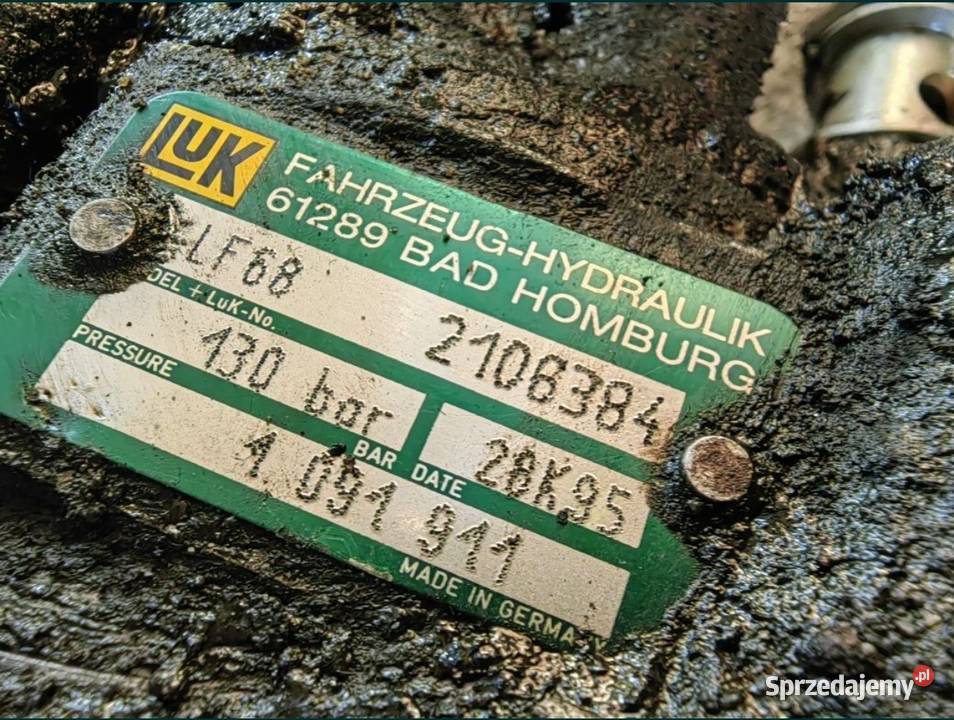 LuK
FAHRZEUG-HYDRAULIK
61289 BAD HOMBURG
LF68 2106384
DEL + LuK-No.
130 bar 28K95
PRESSURE BAR DATE
1 091 911
MADE IN GERMANY
Sprzedajemy.pl